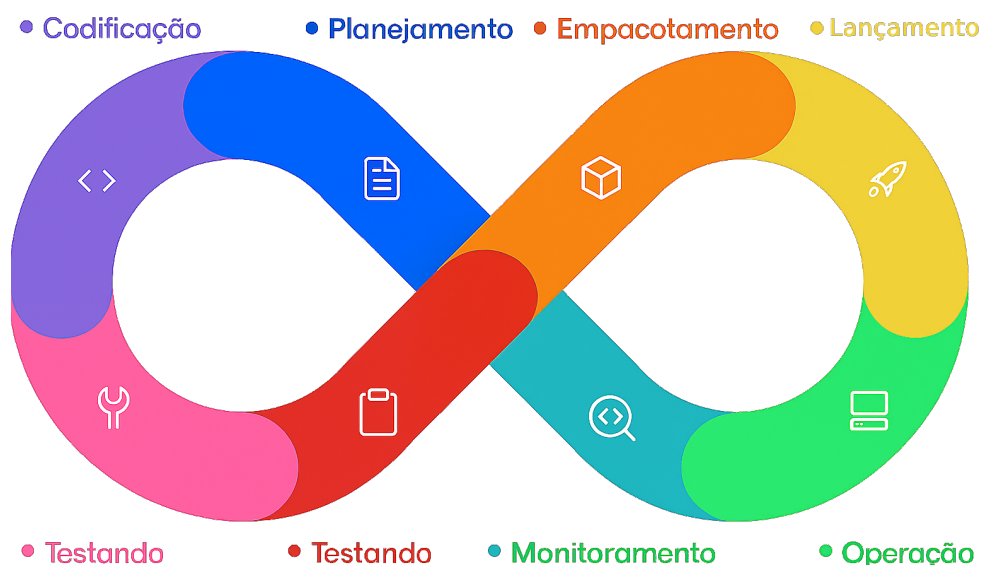 Codificação
Planejamento
Empacotamento
Lançamento
Testando
Testando
Monitoramento
Operação